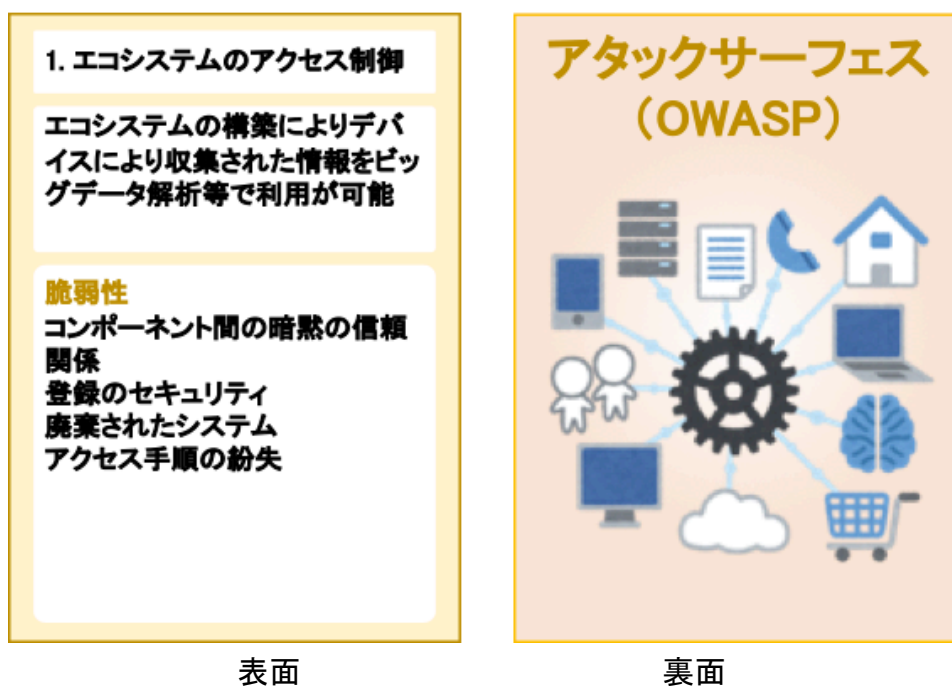 1. エコシステムのアクセス制御
エコシステムの構築によりデバ
イスにより収集された情報をビッ
グデータ解析等で利用が可能
脆弱性
コンポーネント間の暗黙の信頼
関係
登録のセキュリティ
廃棄されたシステム
アクセス手順の紛失
表面
アタックサーフェス
（OWASP）
裏面